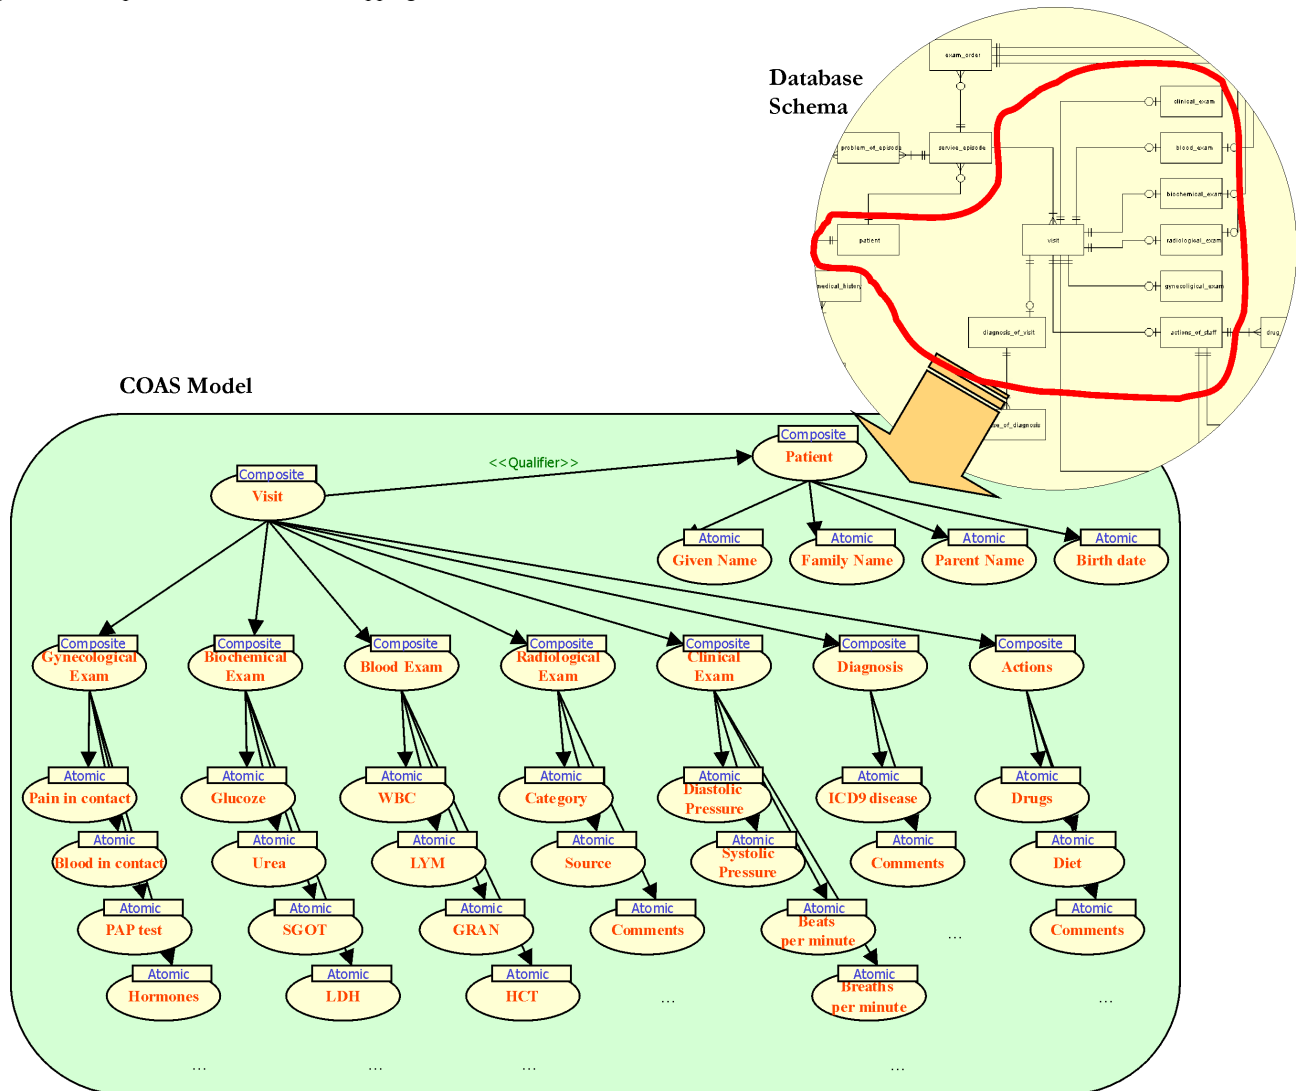 Database
Schema
exam_order
clinical_exam
problem_of_episode
service_episode
blood_exam
biochemical_exam
patient
visit
radiological_exam
medical_history
gynecoligical_exam
diagnosis_of_visit
actions_of_staff
drug
e_of_diagnosis
COAS Model
Composite
Patient
<<Qualifier>>
Composite
Visit
Atomic
Given Name
Atomic
Family Name
Atomic
Parent Name
Atomic
Birth date
Composite
Gynecological
Exam
Composite
Biochemical
Exam
Composite
Blood Exam
Composite
Radiological
Exam
Composite
Clinical
Exam
Composite
Diagnosis
Composite
Actions
Atomic
Pain in contact
Atomic
Glucoze
Atomic
WBC
Atomic
Category
Atomic
Diastolic
Pressure
Atomic
ICD9 disease
Atomic
Drugs
Atomic
Blood in contact
Atomic
Urea
Atomic
LYM
Atomic
Source
Atomic
Systolic
Pressure
Atomic
Comments
Atomic
Diet
Atomic
PAP test
Atomic
SGOT
Atomic
GRAN
Atomic
Comments
Atomic
Beats
per minute
...
Atomic
Comments
Atomic
Hormones
Atomic
LDH
Atomic
HCT
...
Atomic
Breaths
per minute
...
...
...
...
...